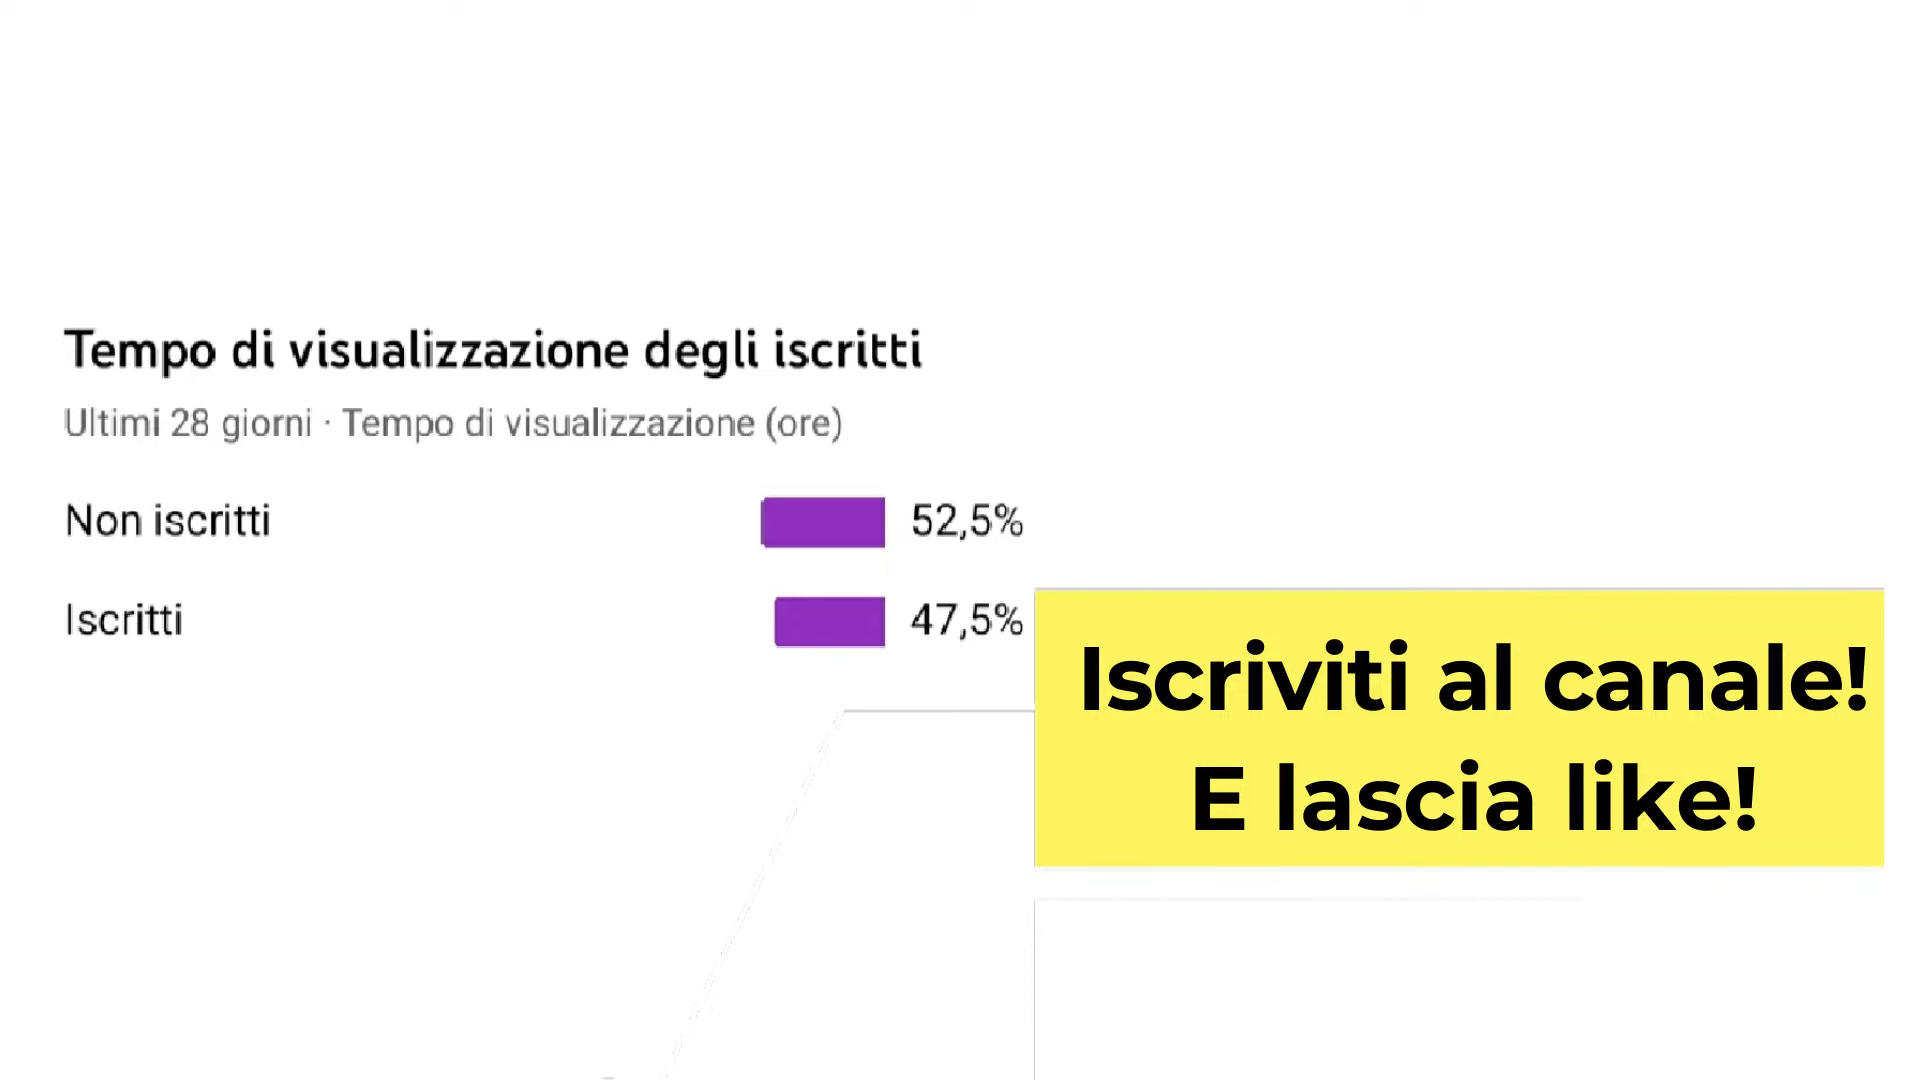 Tempo di visualizzazione degli iscritti
Ultimi 28 giorni · Tempo di visualizzazione (ore)
Non iscritti 52,5%
Iscritti 47,5%
Iscriviti al canale!
E lascia like!